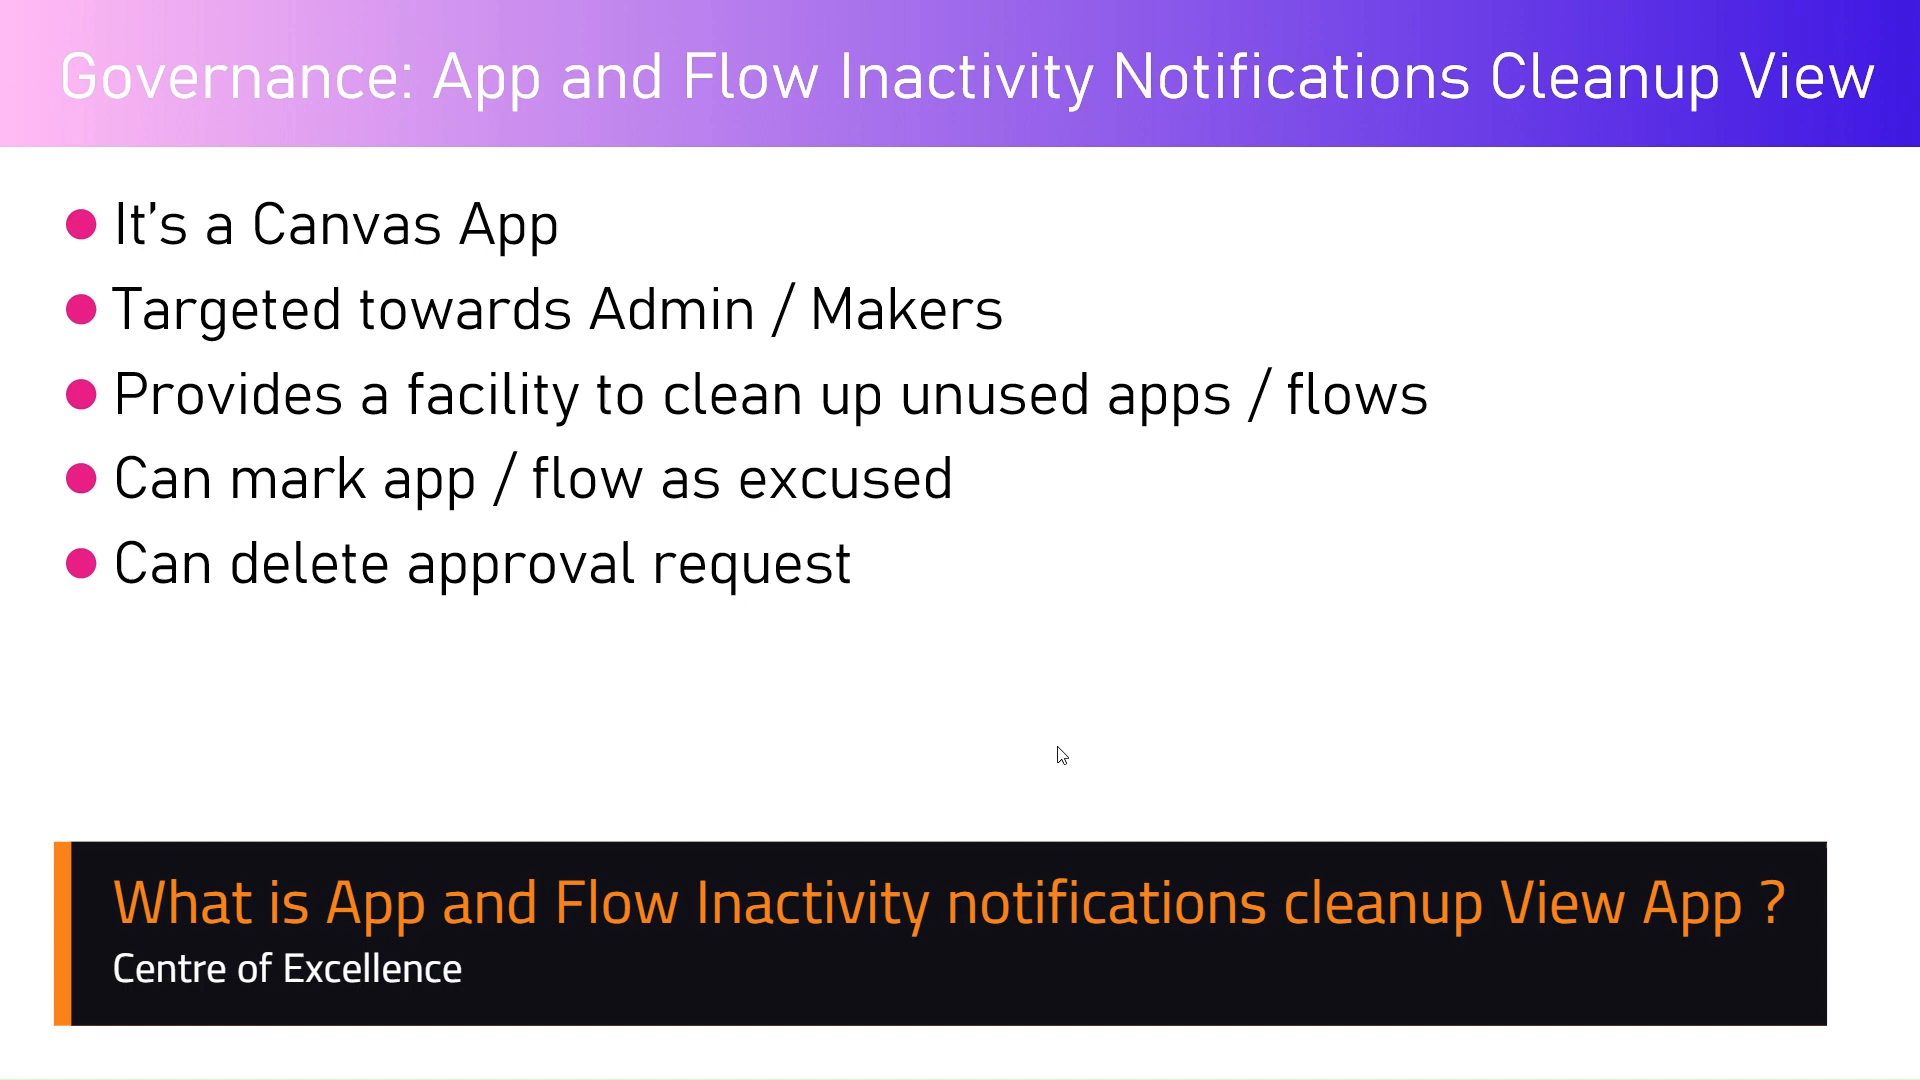 Governance: App and Flow Inactivity Notifications Cleanup View
It’s a Canvas App
Targeted towards Admin / Makers
Provides a facility to clean up unused apps / flows
Can mark app / flow as excused
Can delete approval request
What is App and Flow Inactivity notifications cleanup View App ?
Centre of Excellence